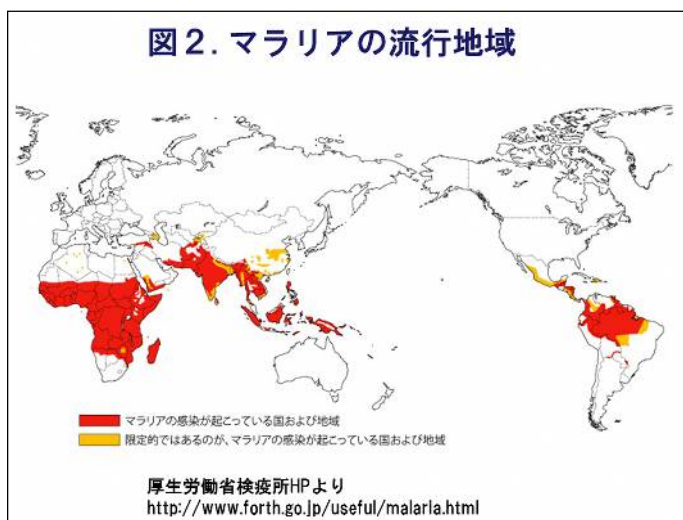 図2.マラリアの流行地域
マラリアの感染が起こっている国および地域
限定的ではあるのが、マラリアの感染が起こっている国および地域
厚生労働省検疫所HPより
http://www.forth.go.jp/useful/malarla.html